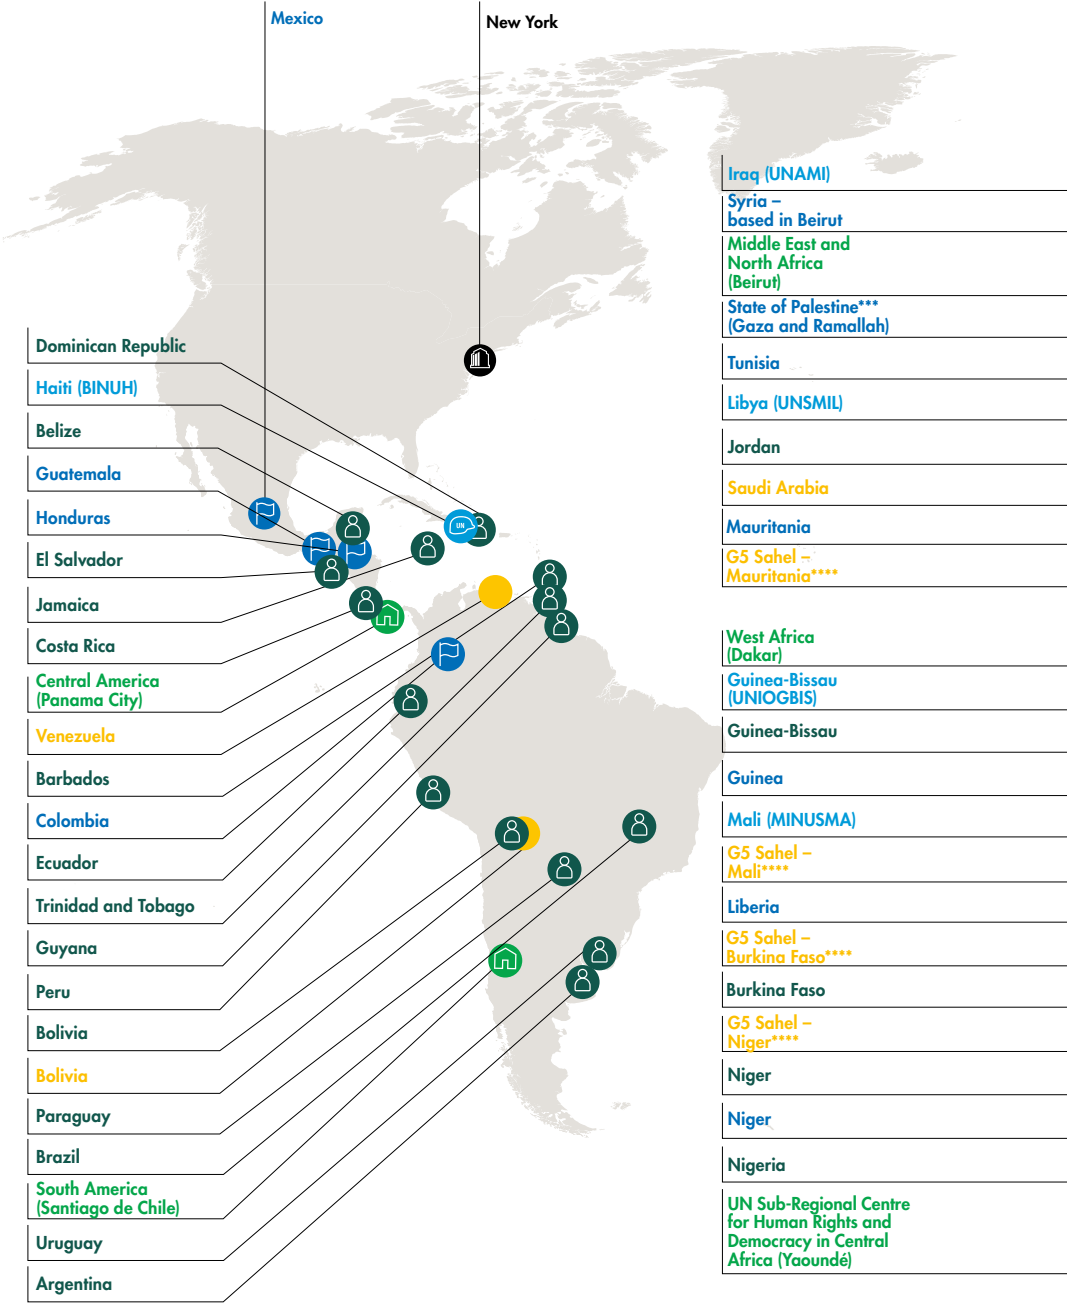 Mexico
New York
Dominican Republic
Haiti (BINUH)
Belize
Guatemala
Honduras
El Salvador
Jamaica
Costa Rica
Central America
(Panama City)
Venezuela
Barbados
Colombia
Ecuador
Trinidad and Tobago
Guyana
Peru
Bolivia
Bolivia
Paraguay
Brazil
South America
(Santiago de Chile)
Uruguay
Argentina
UN
Iraq (UNAMI)
Syria –
based in Beirut
Middle East and
North Africa
(Beirut)
State of Palestine***
(Gaza and Ramallah)
Tunisia
Libya (UNSMIL)
Jordan
Saudi Arabia
Mauritania
G5 Sahel –
Mauritania****
West Africa
(Dakar)
Guinea-Bissau
(UNIOGBIS)
Guinea-Bissau
Guinea
Mali (MINUSMA)
G5 Sahel –
Mali****
Liberia
G5 Sahel –
Burkina Faso****
Burkina Faso
G5 Sahel –
Niger****
Niger
Niger
Nigeria
UN Sub-Regional Centre
for Human Rights and
Democracy in Central
Africa (Yaoundé)